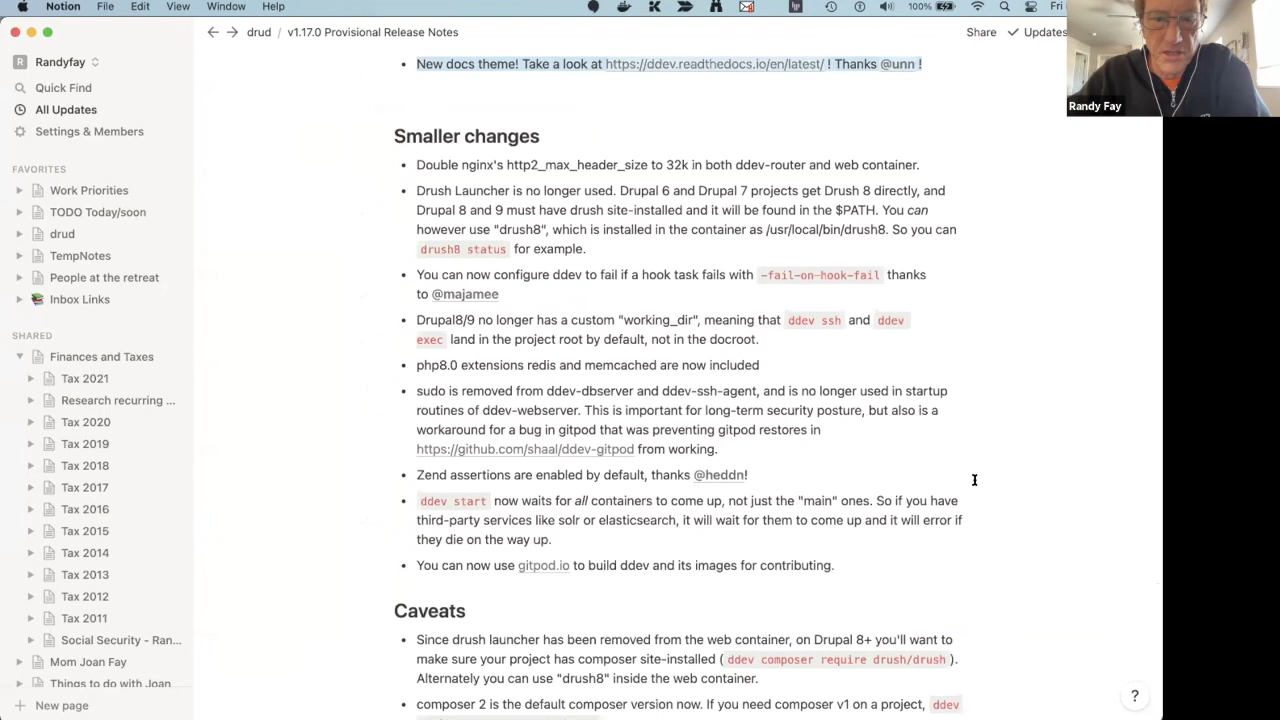 Notion File Edit View Window Help 100% Fri
drud / v1.17.0 Provisional Release Notes Share Updates
Randy Fay
Randyfay
Quick Find
All Updates
Settings & Members
FAVORITES
Work Priorities
TODO Today/soon
drud
TempNotes
People at the retreat
Inbox Links
SHARED
Finances and Taxes
Tax 2021
Research recurring ...
Tax 2020
Tax 2019
Tax 2018
Tax 2017
Tax 2016
Tax 2015
Tax 2014
Tax 2013
Tax 2012
Tax 2011
Social Security - Ran...
Mom Joan Fay
Things to do with Joan
New page
New docs theme! Take a look at https://ddev.readthedocs.io/en/latest/ ! Thanks @unn !
Smaller changes
Double nginx's http2_max_header_size to 32k in both ddev-router and web container.
Drush Launcher is no longer used. Drupal 6 and Drupal 7 projects get Drush 8 directly, and
Drupal 8 and 9 must have drush site-installed and it will be found in the $PATH. You can
however use "drush8", which is installed in the container as /usr/local/bin/drush8. So you can
drush8 status for example.
You can now configure ddev to fail if a hook task fails with -fail-on-hook-fail thanks
to @majamee
Drupal8/9 no longer has a custom "working_dir", meaning that ddev ssh and ddev
exec land in the project root by default, not in the docroot.
php8.0 extensions redis and memcached are now included
sudo is removed from ddev-dbserver and ddev-ssh-agent, and is no longer used in startup
routines of ddev-webserver. This is important for long-term security posture, but also is a
workaround for a bug in gitpod that was preventing gitpod restores in
https://github.com/shaal/ddev-gitpod from working.
Zend assertions are enabled by default, thanks @heddn!
ddev start now waits for all containers to come up, not just the "main" ones. So if you have
third-party services like solr or elasticsearch, it will wait for them to come up and it will error if
they die on the way up.
You can now use gitpod.io to build ddev and its images for contributing.
Caveats
Since drush launcher has been removed from the web container, on Drupal 8+ you'll want to
make sure your project has composer site-installed ( ddev composer require drush/drush ).
Alternately you can use "drush8" inside the web container.
composer 2 is the default composer version now. If you need composer v1 on a project, ddev
?